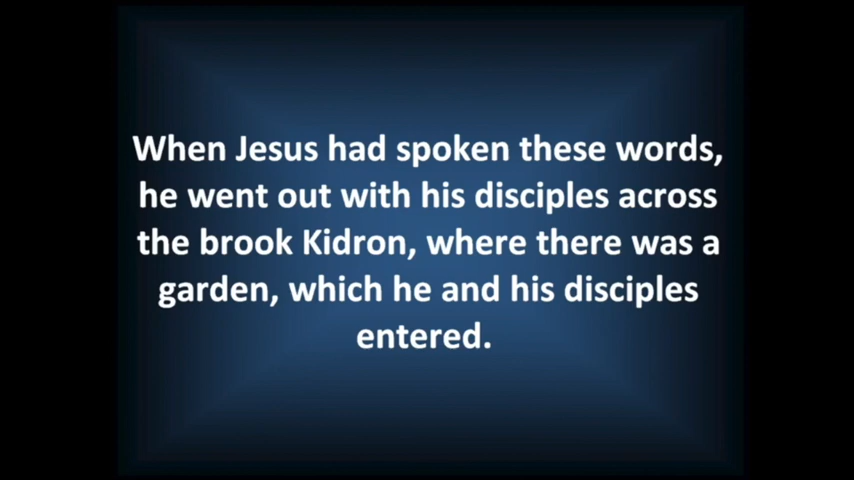 When Jesus had spoken these words,
he went out with his disciples across
the brook Kidron, where there was a
garden, which he and his disciples
entered.